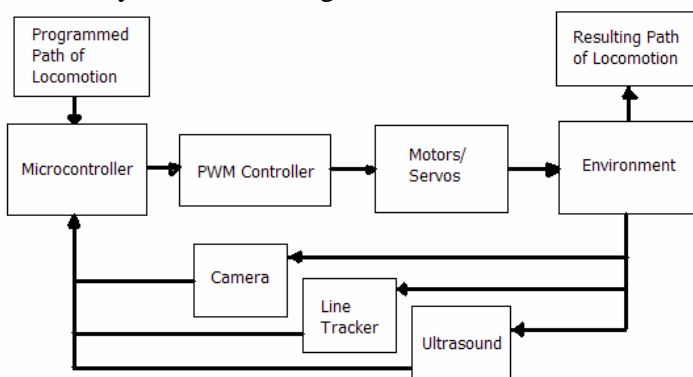 Programmed
Path of
Locomotion
Resulting Path
of Locomotion
Microcontroller
PWM Controller
Motors/
Servos
Environment
Camera
Line
Tracker
Ultrasound